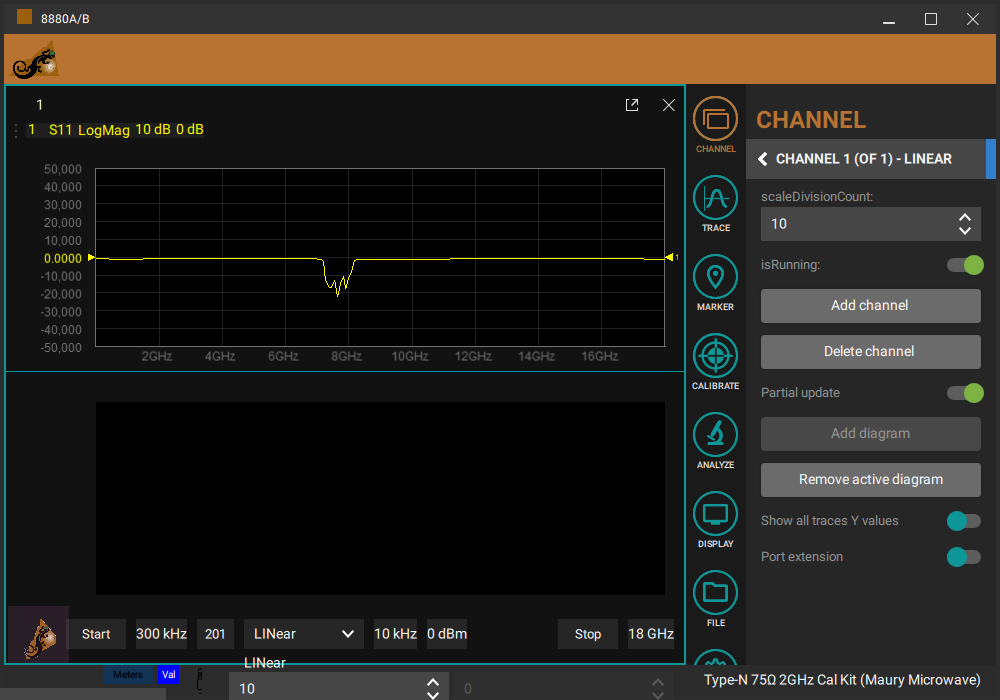 8880A/B
1
1 S11 LogMag 10 dB 0 dB
50,000
40,000
30,000
20,000
10,000
0.0000
1
-10,000
-20,000
-30,000
-40,000
-50,000
2GHz 4GHz 6GHz 8GHz 10GHz 12GHz 14GHz 16GHz
Start 300 kHz 201 LINear 10 kHz 0 dBm Stop 18 GHz
LINear
Meters Val
10 0
CHANNEL
TRACE
MARKER
CALIBRATE
ANALYZE
DISPLAY
FILE
CHANNEL
CHANNEL 1 (OF 1) - LINEAR
scaleDivisionCount:
10
isRunning:
Add channel
Delete channel
Partial update
Add diagram
Remove active diagram
Show all traces Y values
Port extension
Type-N 75Ω 2GHz Cal Kit (Maury Microwave)